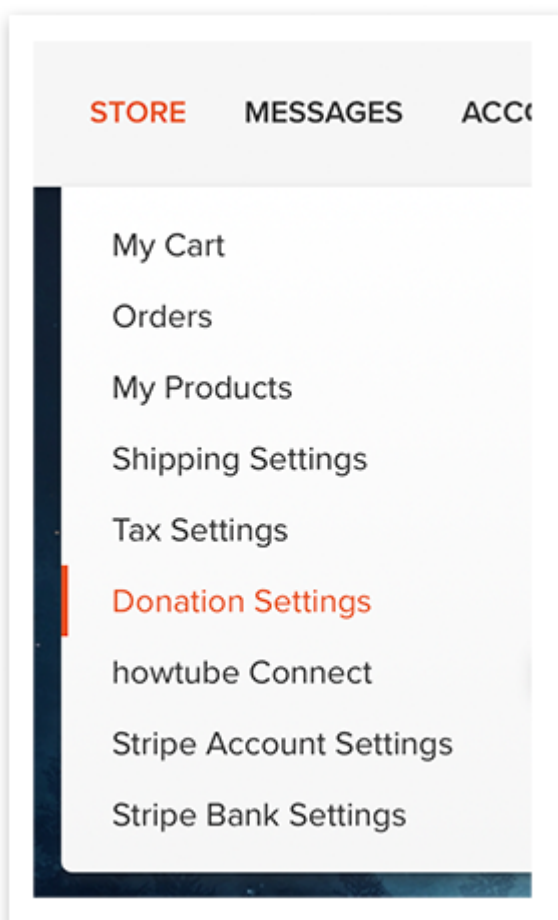 STORE MESSAGES
My Cart
Orders
My Products
Shipping Settings
Tax Settings
Donation Settings
howtube Connect
Stripe Account Settings
Stripe Bank Settings